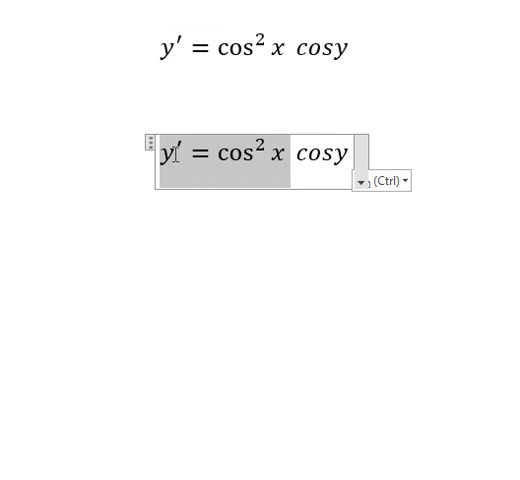 y′ = cos² x cosy
y′ = cos² x cosy
(Ctrl)